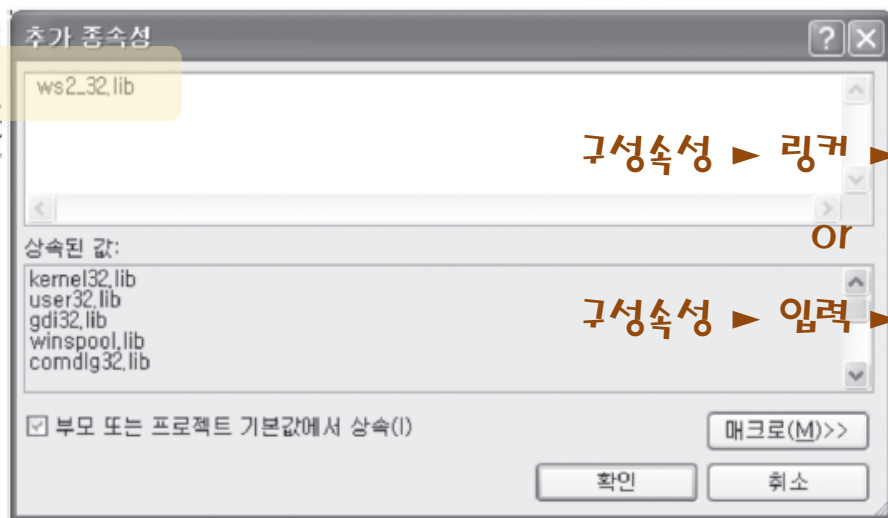 추가 종속성
ws2_32.lib
구성속성 ► 링커 ►
or
상속된 값:
kernel32.lib
user32.lib
gdi32.lib
winspool.lib
comdlg32.lib
구성속성 ► 입력 ►
부모 또는 프로젝트 기본값에서 상속(I)
매크로(M)>>
확인
취소